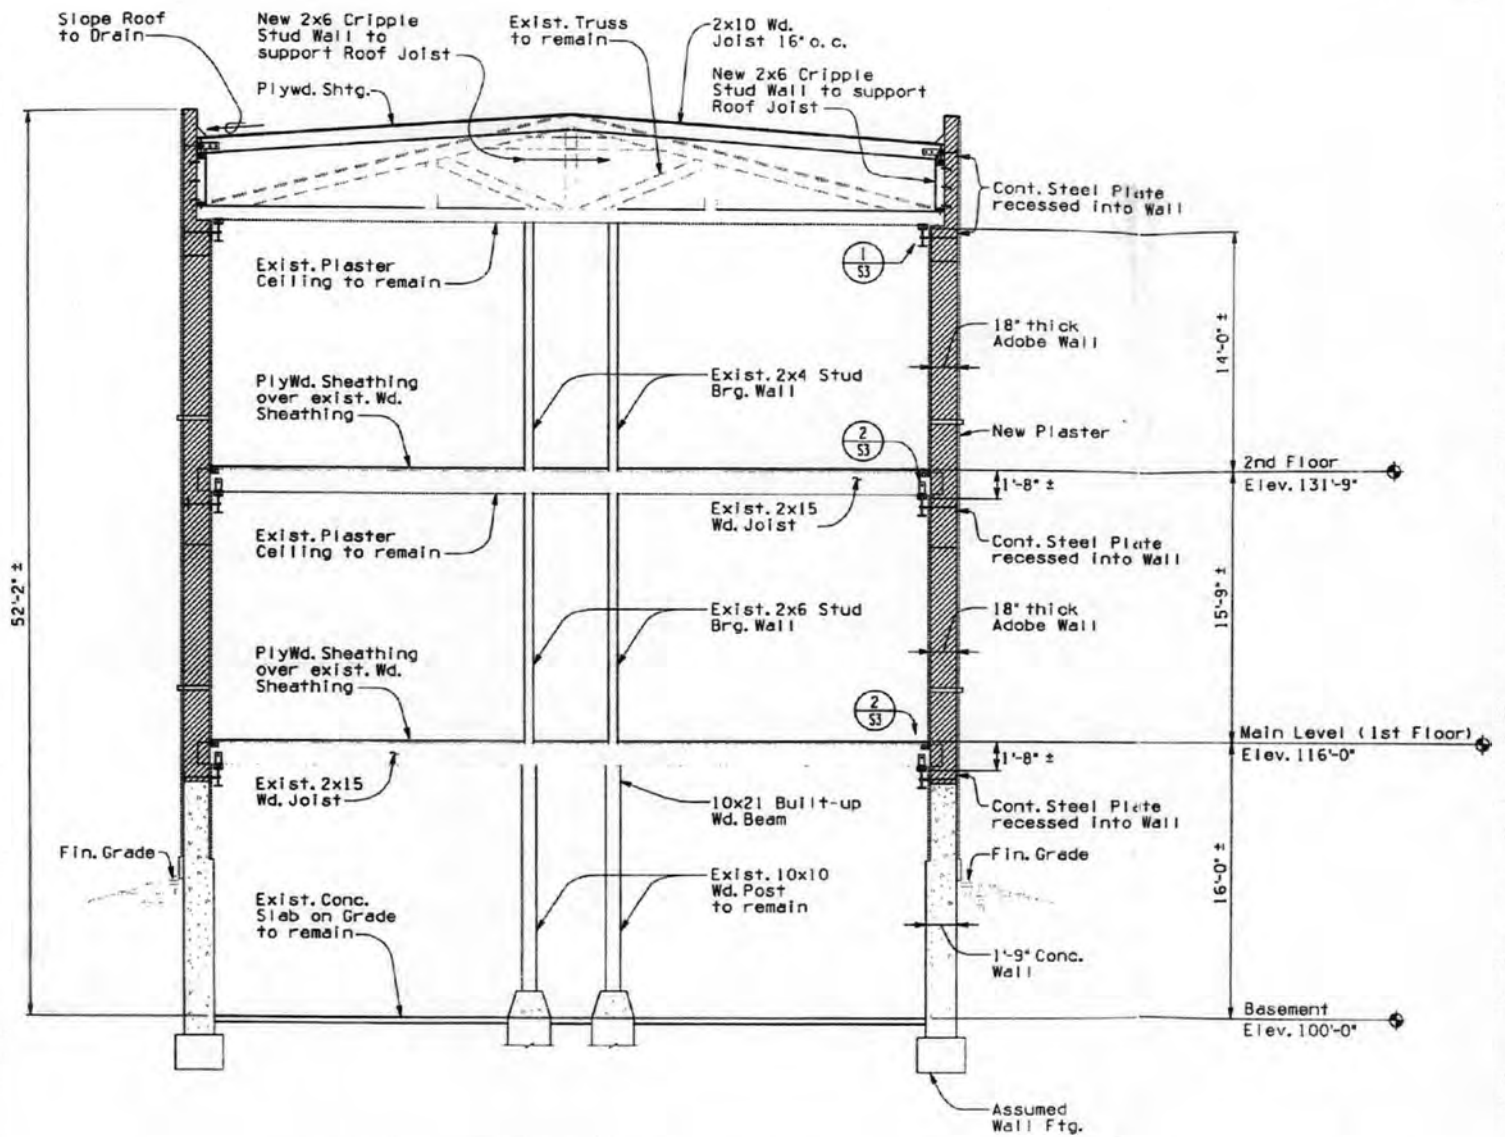 Slope Roof
to Drain
New 2x6 Cripple
Stud Wall to
support Roof Joist
Plywd. Shtg.
Exist. Truss
to remain
2x10 Wd.
Joist 16" o.c.
New 2x6 Cripple
Stud Wall to support
Roof Joist
Cont. Steel Plate
recessed into Wall
Exist. Plaster
Ceiling to remain
1
S3
18" thick
Adobe Wall
14'-0" ±
PlyWd. Sheathing
over exist. Wd.
Sheathing
Exist. 2x4 Stud
Brg. Wall
2
S3
New Plaster
2nd Floor
Elev. 131'-9"
1'-8" ±
Exist. 2x15
Wd. Joist
Exist. Plaster
Ceiling to remain
Cont. Steel Plate
recessed into Wall
52'-2" ±
15'-9" ±
Exist. 2x6 Stud
Brg. Wall
18" thick
Adobe Wall
PlyWd. Sheathing
over exist. Wd.
Sheathing
2
S3
Main Level (1st Floor)
Elev. 116'-0"
1'-8" ±
Exist. 2x15
Wd. Joist
10x21 Built-up
Wd. Beam
Cont. Steel Plate
recessed into Wall
Fin. Grade
Fin. Grade
16'-0" ±
Exist. Conc.
Slab on Grade
to remain
Exist. 10x10
Wd. Post
to remain
1'-9" Conc.
Wall
Basement
Elev. 100'-0"
Assumed
Wall Ftg.